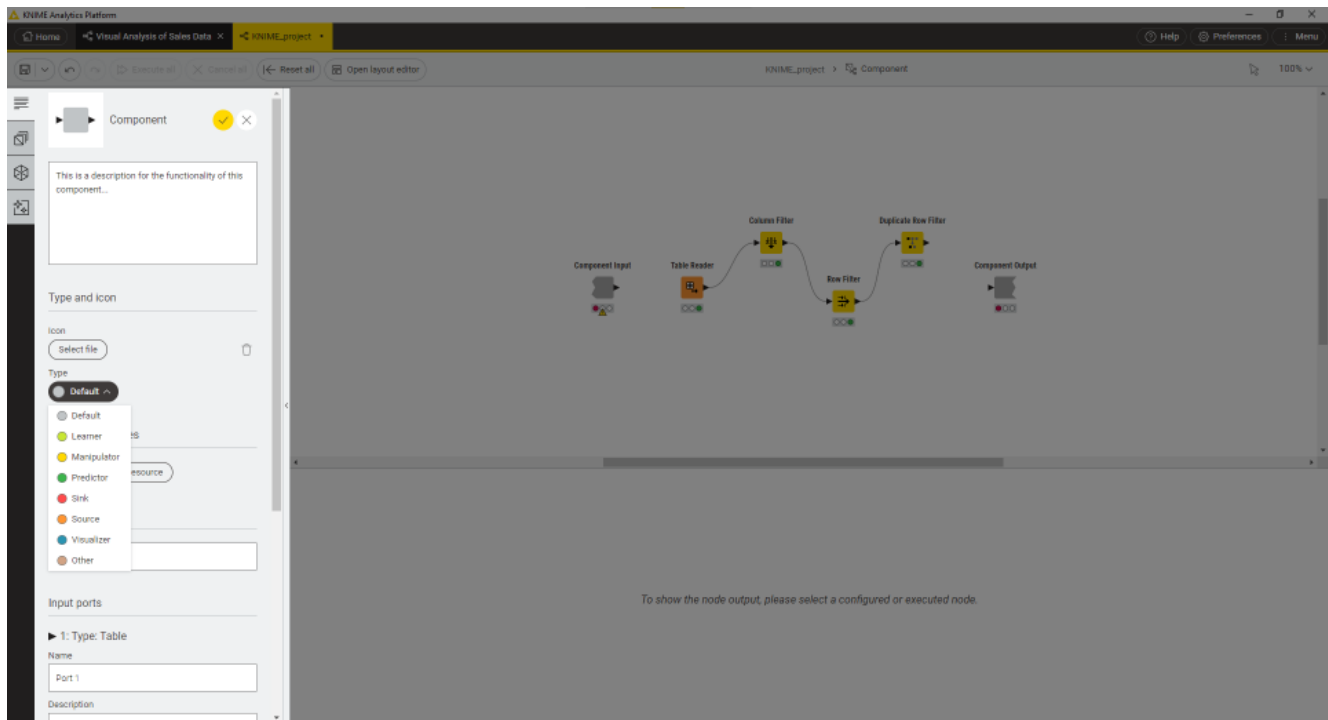 KNIME Analytics Platform
Home
Visual Analysis of Sales Data
KNIME_project
Help
Preferences
Menu
Execute all
Cancel all
Reset all
Open layout editor
KNIME_project > Component
100%
Component
This is a description for the functionality of this
component...
Type and icon
Icon
Select file
Type
Default
Default
Learner
Manipulator
Predictor
Sink
Source
Visualizer
Other
Input ports
1: Type: Table
Name
Port 1
Description
Column Filter
Duplicate Row Filter
Component Input
Table Reader
Component Output
Row Filter
To show the node output, please select a configured or executed node.